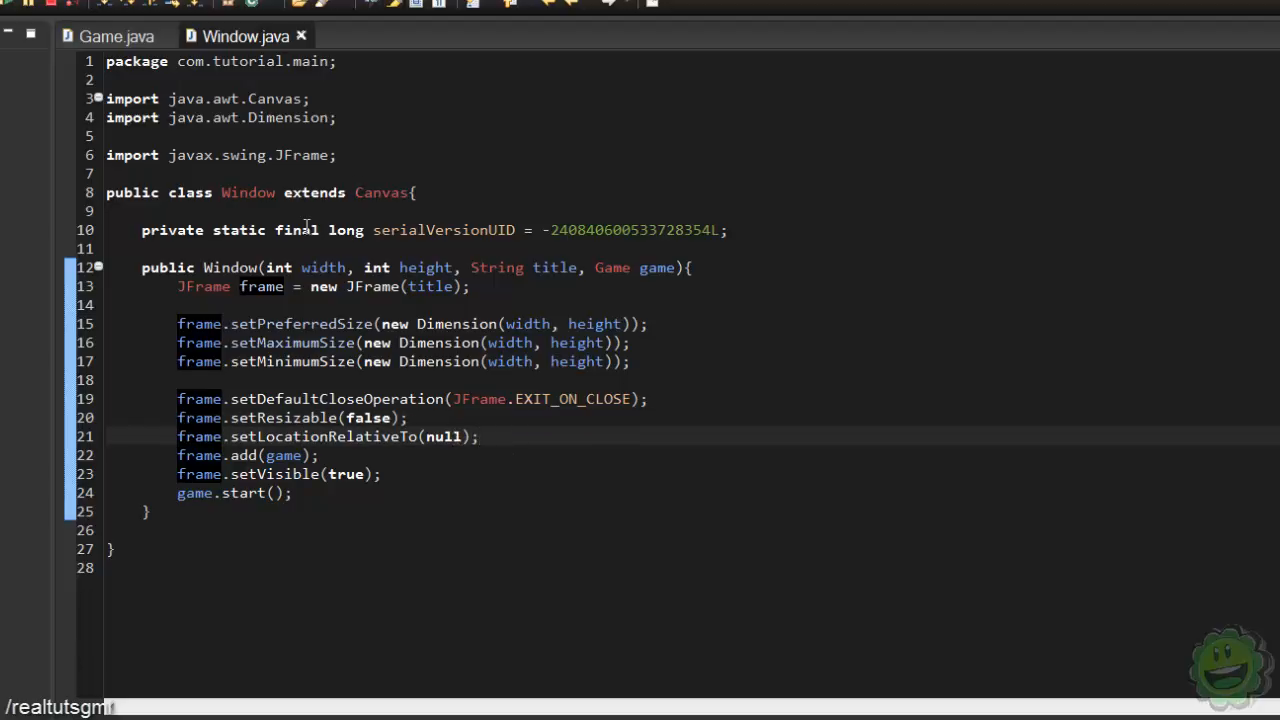 Game.java Window.java
1 package com.tutorial.main;
2
3 import java.awt.Canvas;
4 import java.awt.Dimension;
5
6 import javax.swing.JFrame;
7
8 public class Window extends Canvas{
9
10 private static final long serialVersionUID = -240840600533728354L;
11
12 public Window(int width, int height, String title, Game game){
13 JFrame frame = new JFrame(title);
14
15 frame.setPreferredSize(new Dimension(width, height));
16 frame.setMaximumSize(new Dimension(width, height));
17 frame.setMinimumSize(new Dimension(width, height));
18
19 frame.setDefaultCloseOperation(JFrame.EXIT_ON_CLOSE);
20 frame.setResizable(false);
21 frame.setLocationRelativeTo(null);
22 frame.add(game);
23 frame.setVisible(true);
24 game.start();
25 }
26
27 }
28
/realtutsgmr